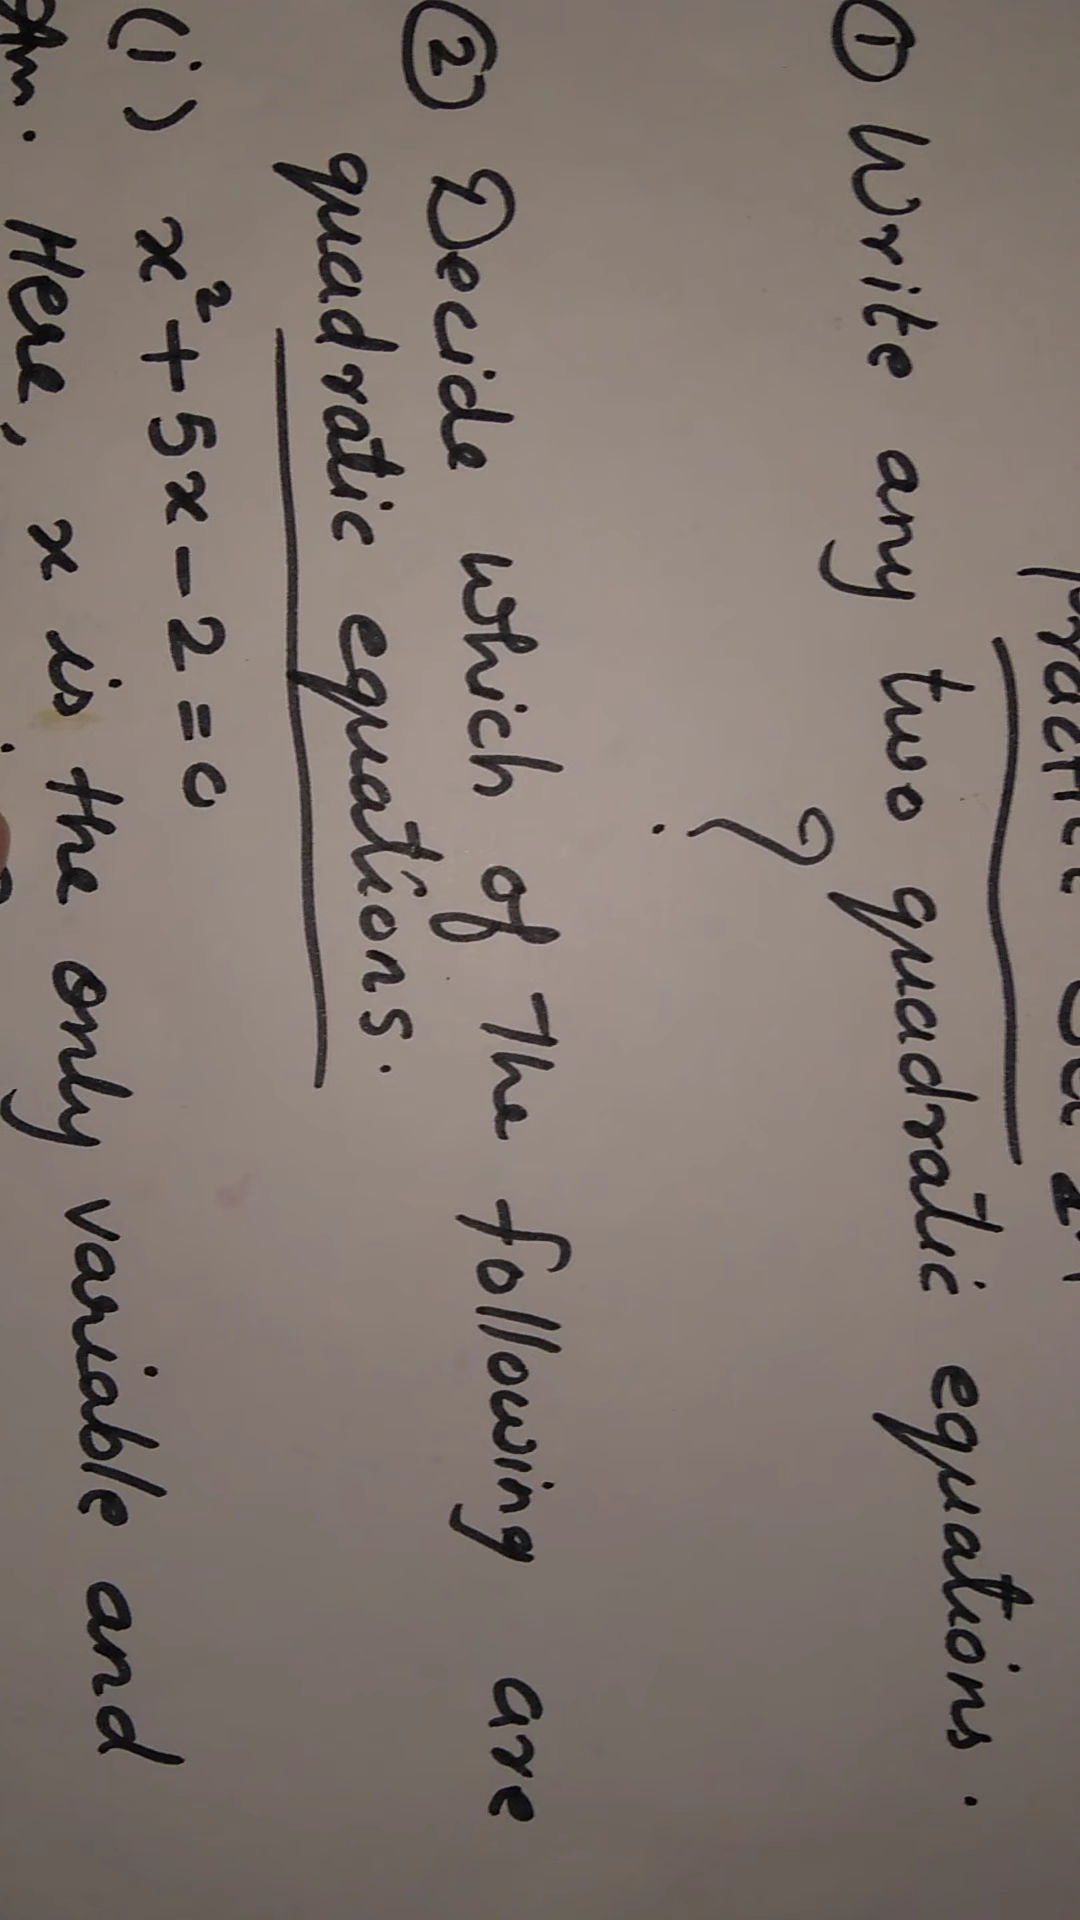 ① Write any two quadratic equations.
?
② Decide which of The following are
quadratic equations.
(i) x² + 5x - 2 = 0
Ans. Here, x is the only variable and